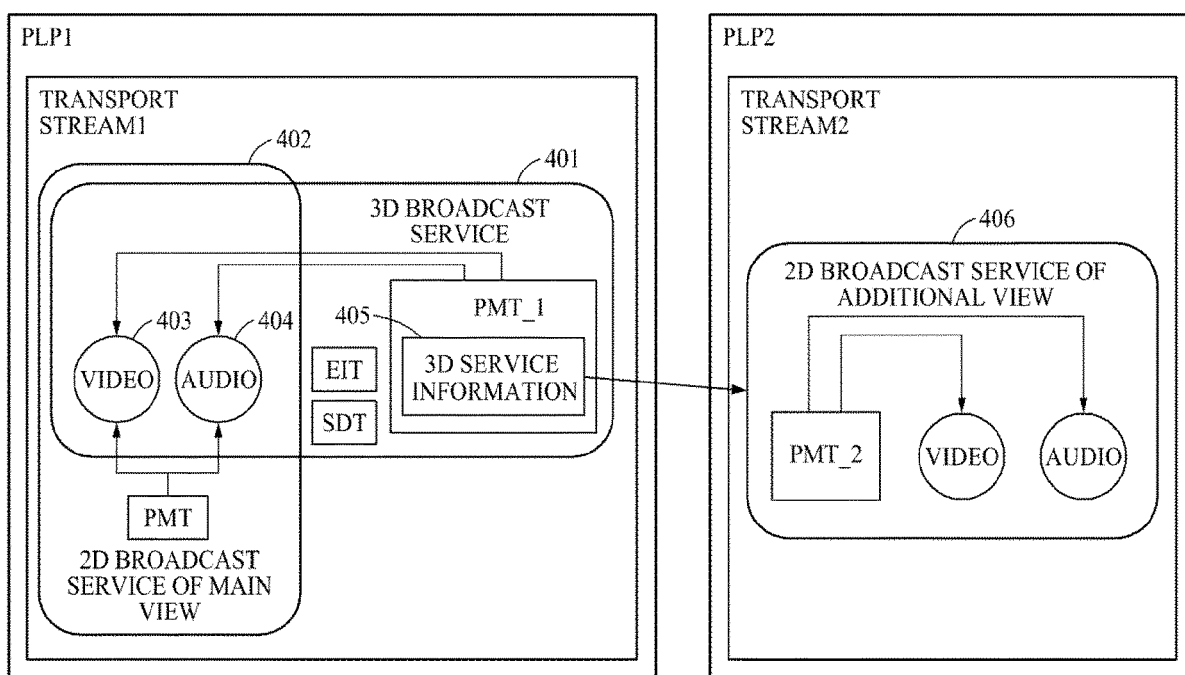 PLP1
TRANSPORT
STREAM1
402
401
3D BROADCAST
SERVICE
403
404
VIDEO
AUDIO
EIT
SDT
PMT_1
405
3D SERVICE
INFORMATION
PMT
2D BROADCAST
SERVICE OF MAIN
VIEW
PLP2
TRANSPORT
STREAM2
406
2D BROADCAST SERVICE OF
ADDITIONAL VIEW
PMT_2
VIDEO
AUDIO